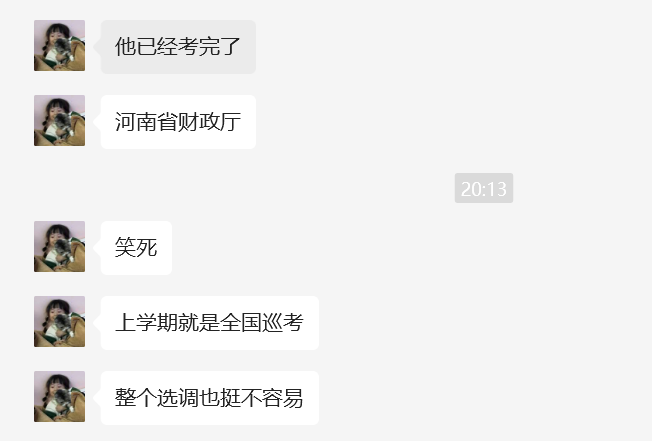 他已经考完了
河南省财政厅
20:13
笑死
上学期就是全国巡考
整个选调也挺不容易